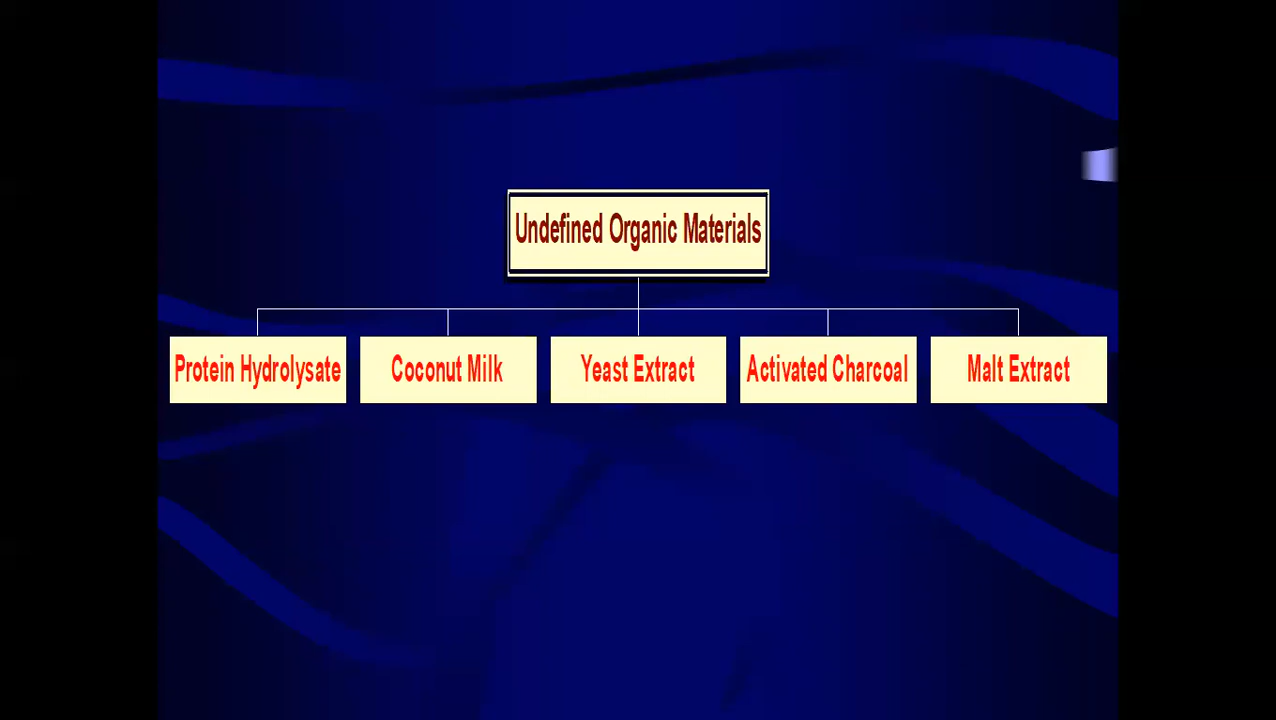 Undefined Organic Materials
Protein Hydrolysate
Coconut Milk
Yeast Extract
Activated Charcoal
Malt Extract